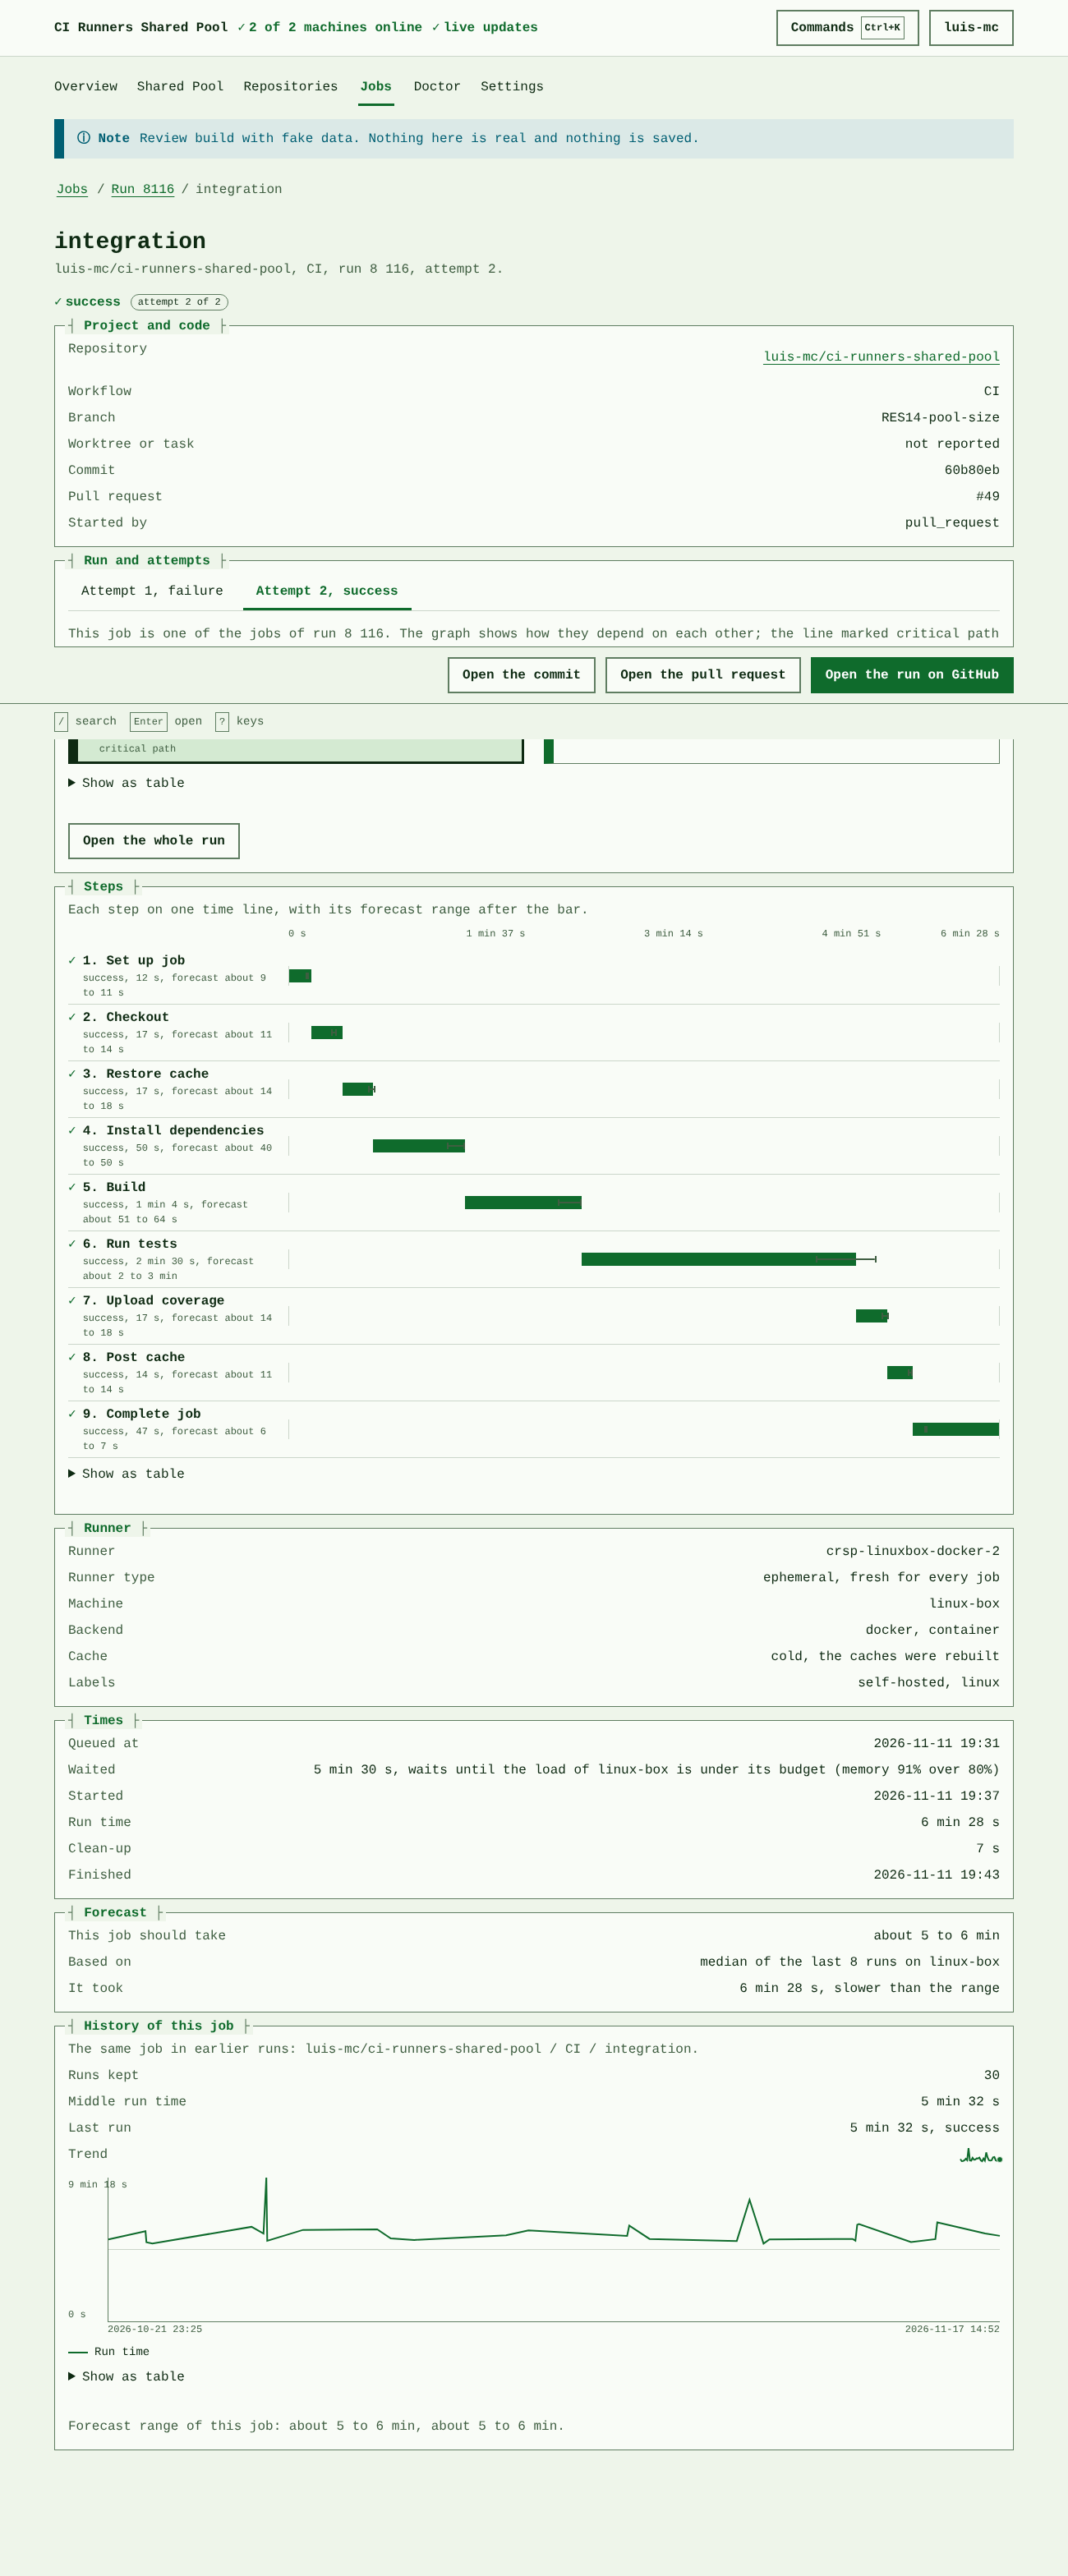 CI Runners Shared Pool ✓ 2 of 2 machines online ✓ live updates Commands Ctrl+K luis-mc
Overview Shared Pool Repositories Jobs Doctor Settings
ⓘ Note Review build with fake data. Nothing here is real and nothing is saved.
Jobs / Run 8116 / integration
integration
luis-mc/ci-runners-shared-pool, CI, run 8 116, attempt 2.
✓ success attempt 2 of 2
Project and code
Repository luis-mc/ci-runners-shared-pool
Workflow CI
Branch RES14-pool-size
Worktree or task not reported
Commit 60b80eb
Pull request #49
Started by pull_request
Run and attempts
Attempt 1, failure Attempt 2, success
This job is one of the jobs of run 8 116. The graph shows how they depend on each other; the line marked critical path
Open the commit Open the pull request Open the run on GitHub
/ search Enter open ? keys
critical path
▶ Show as table
Open the whole run
Steps
Each step on one time line, with its forecast range after the bar.
0 s 1 min 37 s 3 min 14 s 4 min 51 s 6 min 28 s
✓ 1. Set up job
success, 12 s, forecast about 9
to 11 s
✓ 2. Checkout
success, 17 s, forecast about 11
to 14 s
✓ 3. Restore cache
success, 17 s, forecast about 14
to 18 s
✓ 4. Install dependencies
success, 50 s, forecast about 40
to 50 s
✓ 5. Build
success, 1 min 4 s, forecast
about 51 to 64 s
✓ 6. Run tests
success, 2 min 30 s, forecast
about 2 to 3 min
✓ 7. Upload coverage
success, 17 s, forecast about 14
to 18 s
✓ 8. Post cache
success, 14 s, forecast about 11
to 14 s
✓ 9. Complete job
success, 47 s, forecast about 6
to 7 s
▶ Show as table
Runner
Runner crsp-linuxbox-docker-2
Runner type ephemeral, fresh for every job
Machine linux-box
Backend docker, container
Cache cold, the caches were rebuilt
Labels self-hosted, linux
Times
Queued at 2026-11-11 19:31
Waited 5 min 30 s, waits until the load of linux-box is under its budget (memory 91% over 80%)
Started 2026-11-11 19:37
Run time 6 min 28 s
Clean-up 7 s
Finished 2026-11-11 19:43
Forecast
This job should take about 5 to 6 min
Based on median of the last 8 runs on linux-box
It took 6 min 28 s, slower than the range
History of this job
The same job in earlier runs: luis-mc/ci-runners-shared-pool / CI / integration.
Runs kept 30
Middle run time 5 min 32 s
Last run 5 min 32 s, success
Trend
9 min 18 s
0 s
2026-10-21 23:25 2026-11-17 14:52
Run time
▶ Show as table
Forecast range of this job: about 5 to 6 min, about 5 to 6 min.